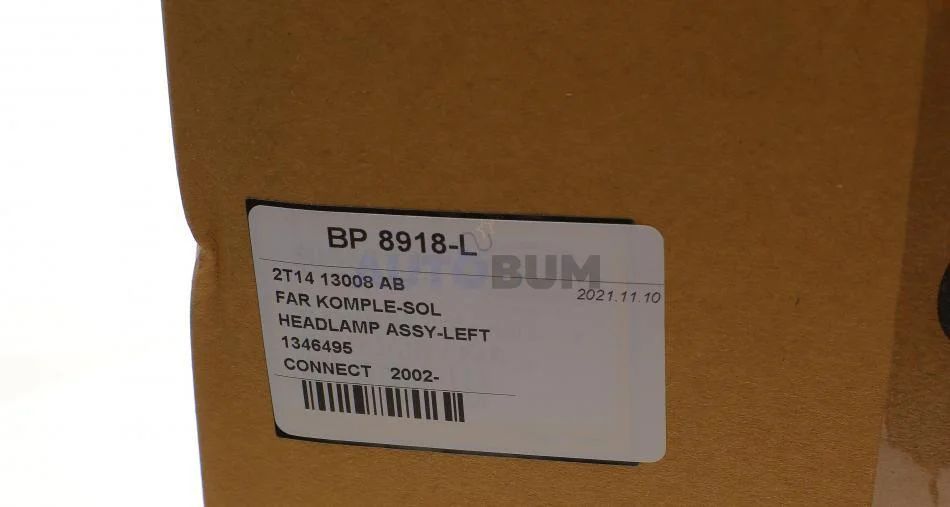 BP 8918-L
AUTOBUM
2T14 13008 AB
2021.11.10
FAR KOMPLE-SOL
HEADLAMP ASSY-LEFT
1346495
CONNECT 2002-